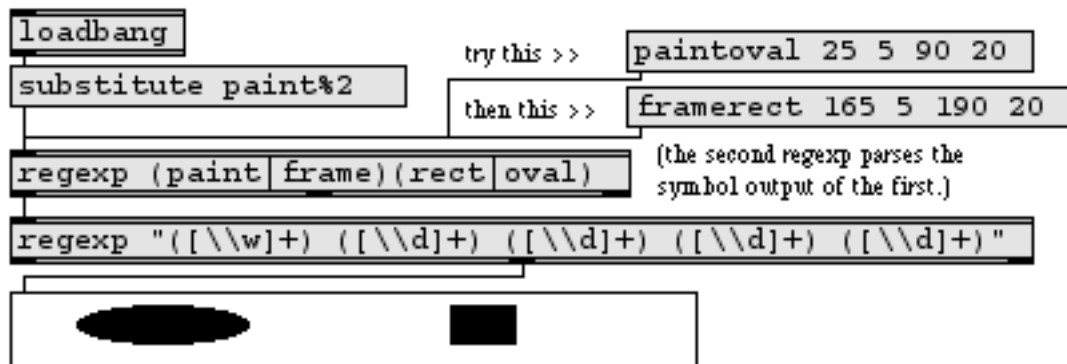 loadbang
try this >>
paintoval 25 5 90 20
substitute paint%2
then this >>
framerect 165 5 190 20
regexp (paint|frame)(rect|oval)
(the second regexp parses the
symbol output of the first.)
regexp "([\\w]+) ([\\d]+) ([\\d]+) ([\\d]+) ([\\d]+)"